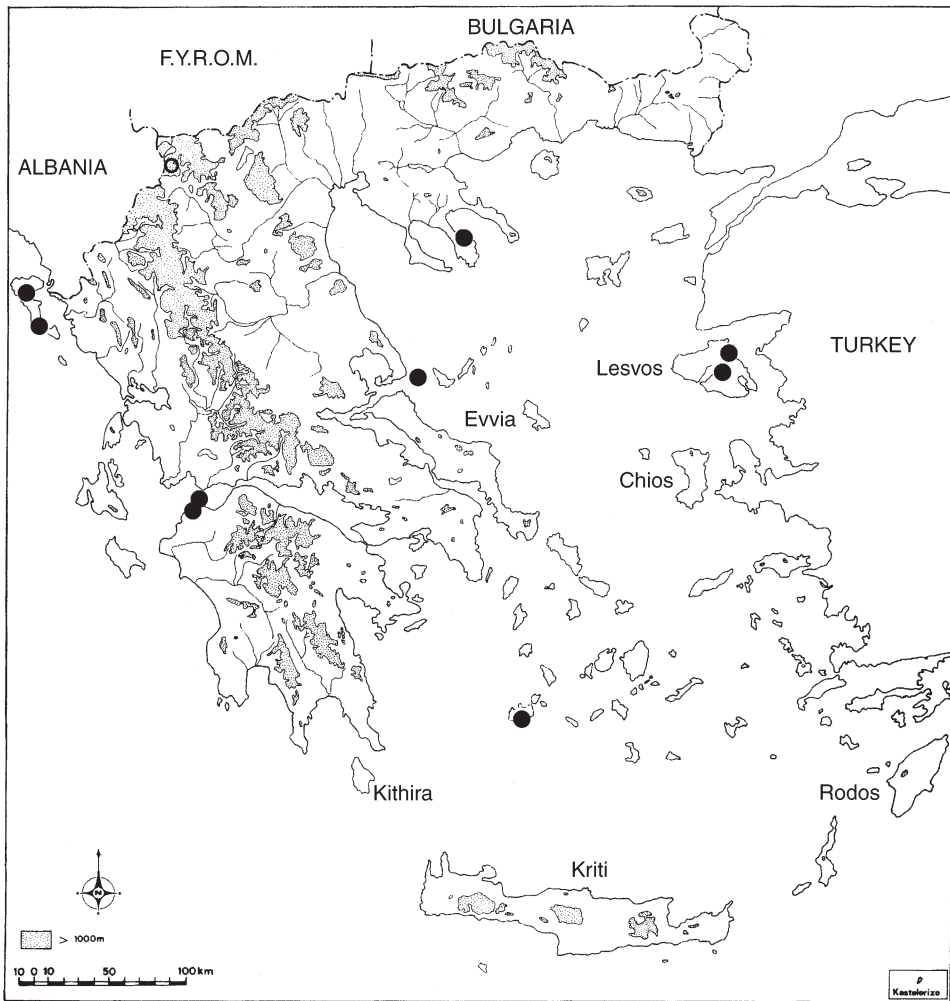 BULGARIA
F.Y.R.O.M.
ALBANIA
TURKEY
Lesvos
Evvia
Chios
Kithira
Rodos
Kriti
N
> 1000m
10 0 10 50 100 km
Kastelorizo